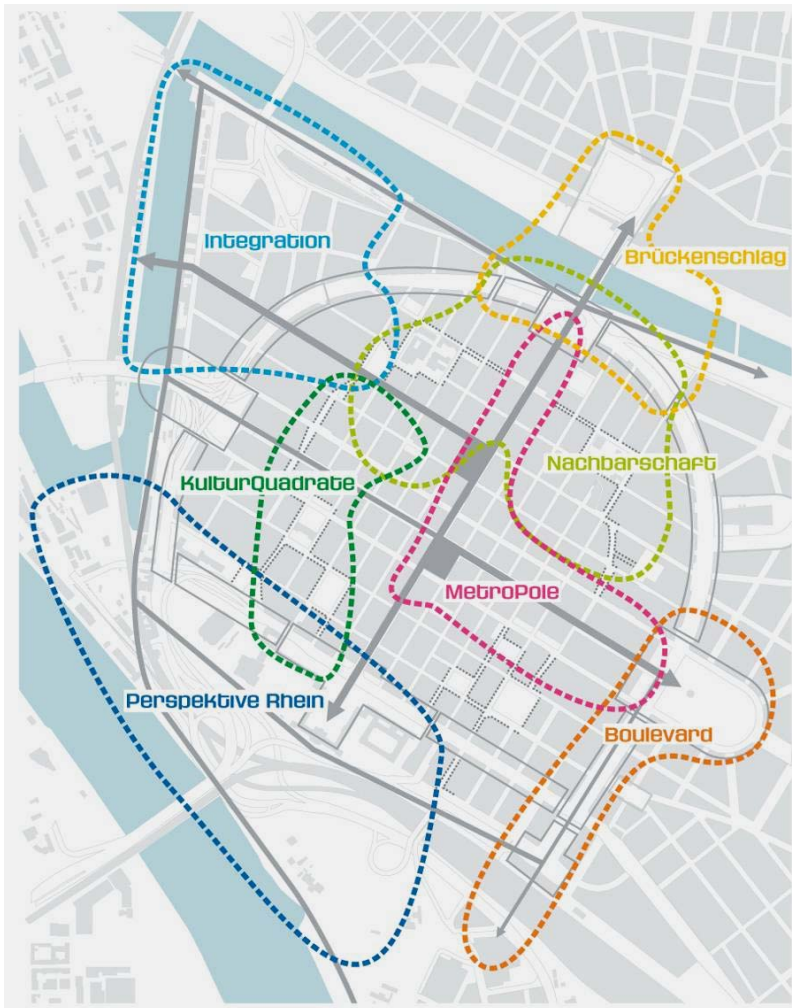 Integration
Brückenschlag
Nachbarschaft
KulturQuadrate
MetroPole
Perspektive Rhein
Boulevard